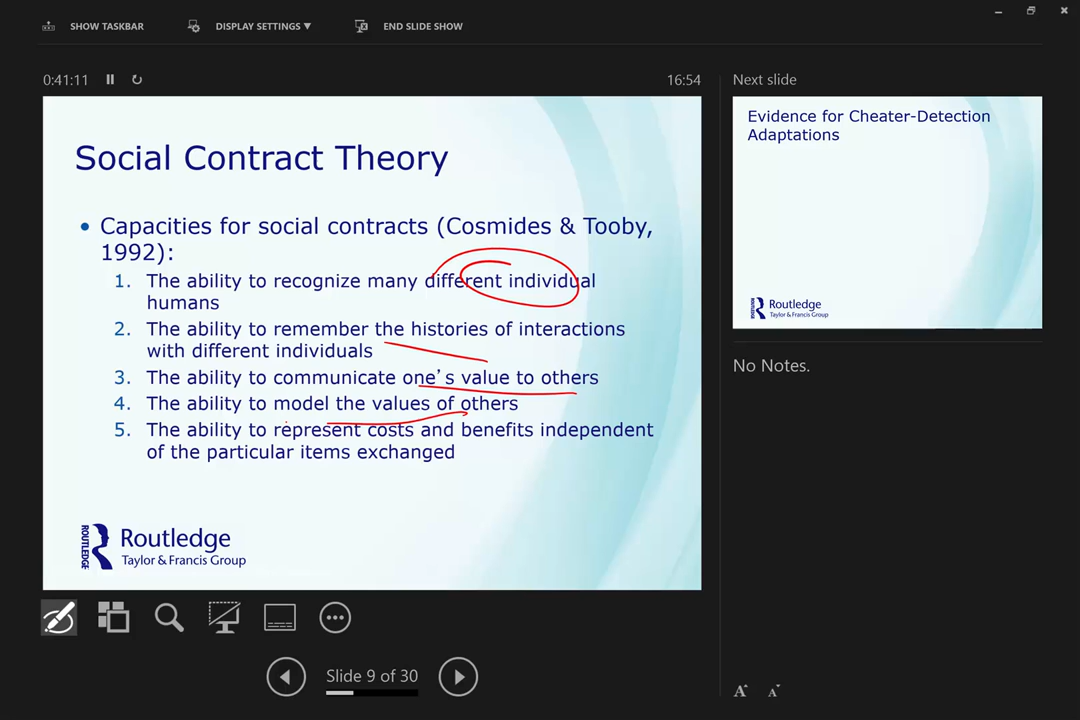 SHOW TASKBAR
DISPLAY SETTINGS ▼
END SLIDE SHOW
0:41:11
16:54
Next slide
Social Contract Theory
• Capacities for social contracts (Cosmides & Tooby,
1992):
1. The ability to recognize many different individual
humans
2. The ability to remember the histories of interactions
with different individuals
3. The ability to communicate one’s value to others
4. The ability to model the values of others
5. The ability to represent costs and benefits independent
of the particular items exchanged
ROUTLEDGE
Routledge
Taylor & Francis Group
Evidence for Cheater-Detection
Adaptations
ROUTLEDGE
Routledge
Taylor & Francis Group
No Notes.
Slide 9 of 30
A A